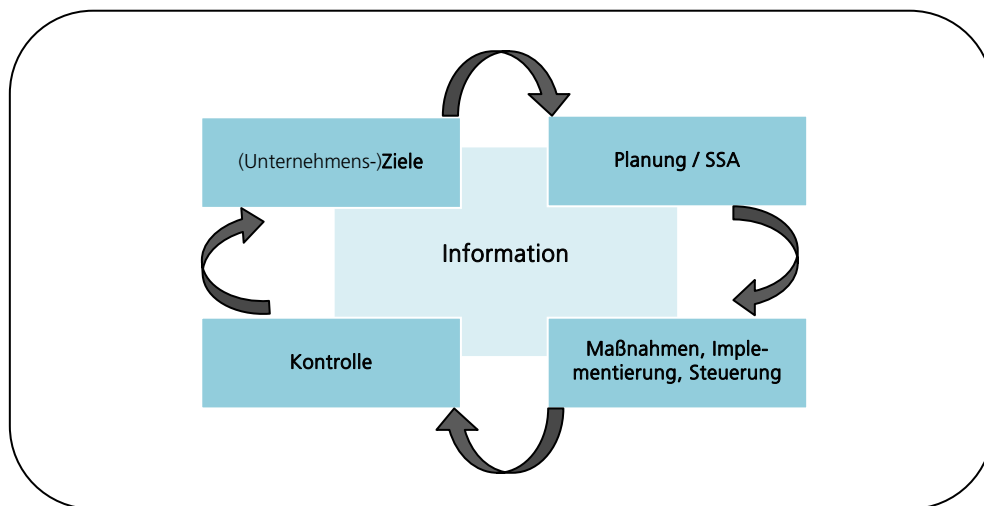 (Unternehmens-)Ziele
Planung / SSA
Information
Kontrolle
Maßnahmen, Imple-
mentierung, Steuerung